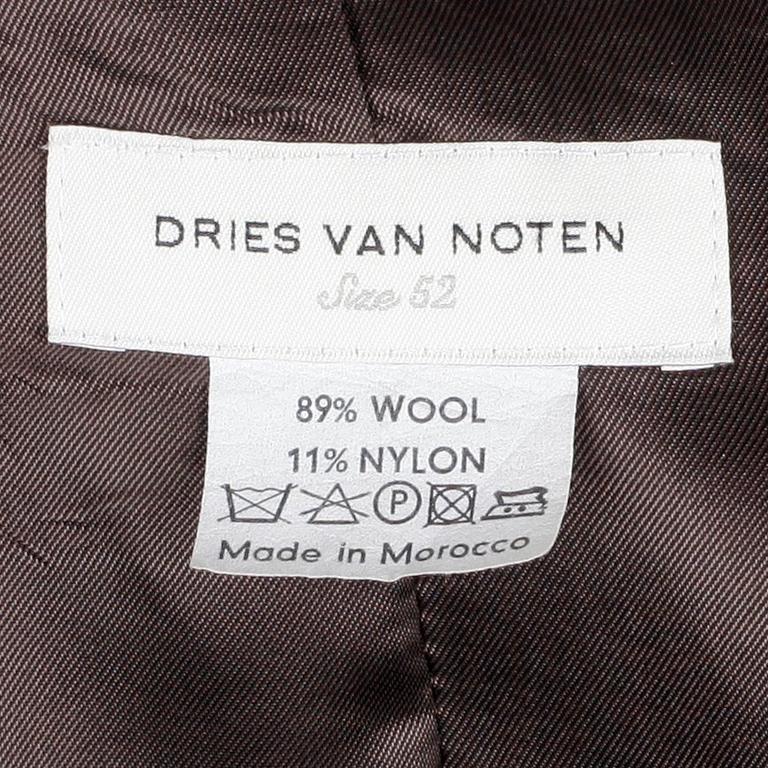 DRIES VAN NOTEN
Size 52
89% WOOL
11% NYLON
P
Made in Morocco